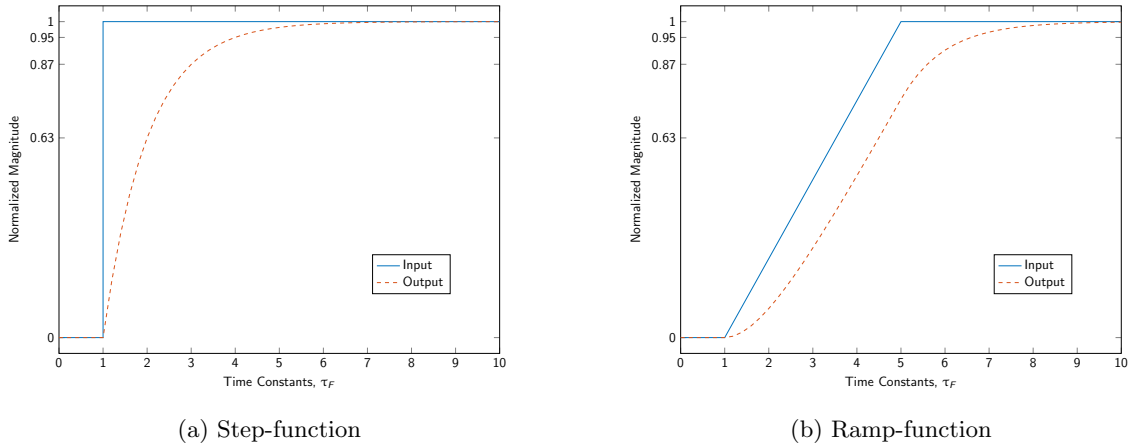 1
0.95
0.87
0.63
0
Normalized Magnitude
Input
Output
0 1 2 3 4 5 6 7 8 9 10
Time Constants, τF
(a) Step-function
1
0.95
0.87
0.63
0
Normalized Magnitude
Input
Output
0 1 2 3 4 5 6 7 8 9 10
Time Constants, τF
(b) Ramp-function